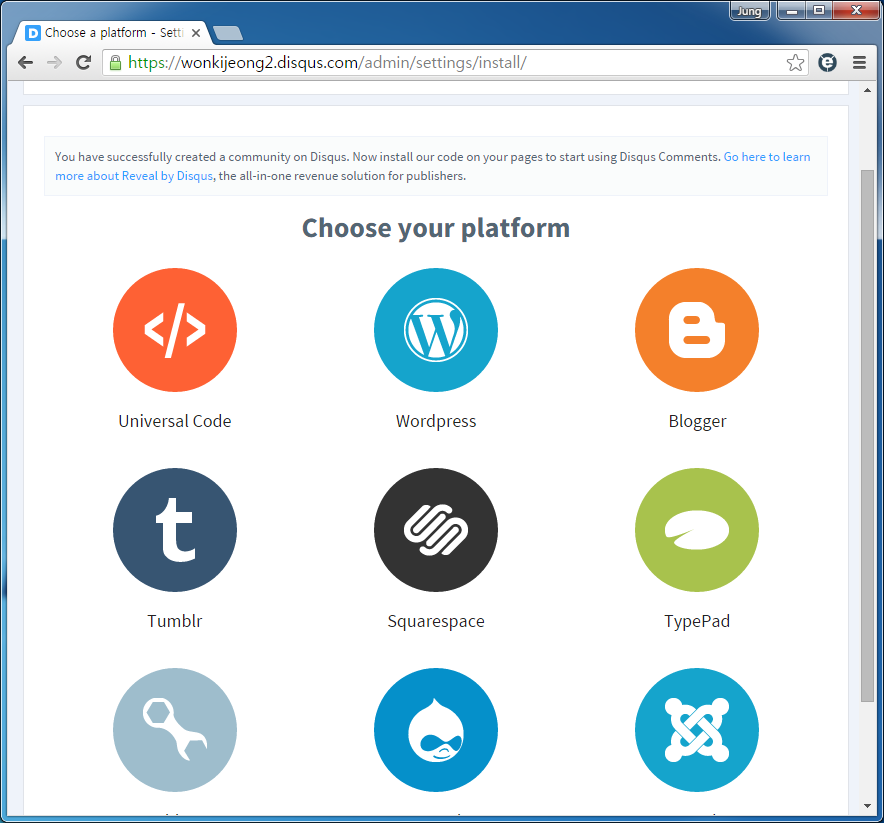 Jung
Choose a platform - Setti
https://wonkijeong2.disqus.com/admin/settings/install/
You have successfully created a community on Disqus. Now install our code on your pages to start using Disqus Comments. Go here to learn
more about Reveal by Disqus, the all-in-one revenue solution for publishers.
Choose your platform
Universal Code
Wordpress
Blogger
Tumblr
Squarespace
TypePad